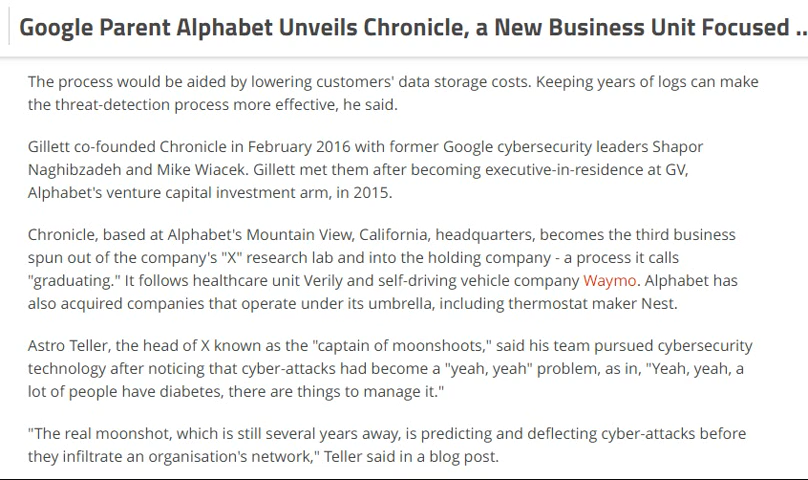 Google Parent Alphabet Unveils Chronicle, a New Business Unit Focused ..
The process would be aided by lowering customers' data storage costs. Keeping years of logs can make
the threat-detection process more effective, he said.
Gillett co-founded Chronicle in February 2016 with former Google cybersecurity leaders Shapor
Naghibzadeh and Mike Wiacek. Gillett met them after becoming executive-in-residence at GV,
Alphabet's venture capital investment arm, in 2015.
Chronicle, based at Alphabet's Mountain View, California, headquarters, becomes the third business
spun out of the company's "X" research lab and into the holding company - a process it calls
"graduating." It follows healthcare unit Verily and self-driving vehicle company Waymo. Alphabet has
also acquired companies that operate under its umbrella, including thermostat maker Nest.
Astro Teller, the head of X known as the "captain of moonshoots," said his team pursued cybersecurity
technology after noticing that cyber-attacks had become a "yeah, yeah" problem, as in, "Yeah, yeah, a
lot of people have diabetes, there are things to manage it."
"The real moonshot, which is still several years away, is predicting and deflecting cyber-attacks before
they infiltrate an organisation's network," Teller said in a blog post.